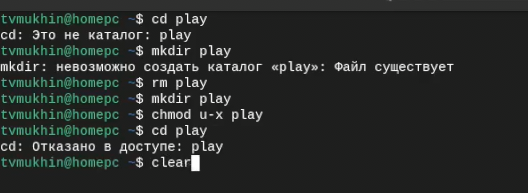 tvmukhin@homepc ~$ cd play
cd: Это не каталог: play
tvmukhin@homepc ~$ mkdir play
mkdir: невозможно создать каталог «play»: Файл существует
tvmukhin@homepc ~$ rm play
tvmukhin@homepc ~$ mkdir play
tvmukhin@homepc ~$ chmod u-x play
tvmukhin@homepc ~$ cd play
cd: Отказано в доступе: play
tvmukhin@homepc ~$ clear